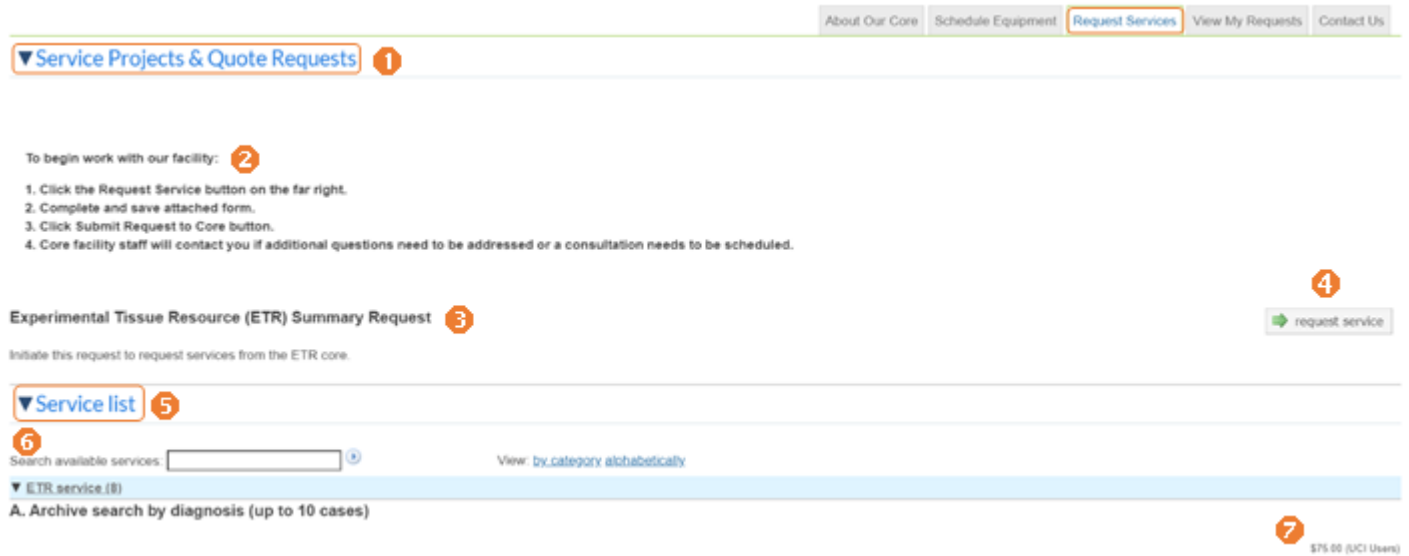 About Our Core Schedule Equipment Request Services View My Requests Contact Us
▼Service Projects & Quote Requests 1
To begin work with our facility: 2
1. Click the Request Service button on the far right.
2. Complete and save attached form.
3. Click Submit Request to Core button.
4. Core facility staff will contact you if additional questions need to be addressed or a consultation needs to be scheduled.
4
Experimental Tissue Resource (ETR) Summary Request 3
request service
Initiate this request to request services from the ETR core.
▼Service list 5
6
Search available services: View: by category alphabetically
▼ ETR service (8)
A. Archive search by diagnosis (up to 10 cases)
7
$75.00 (UCI Users)